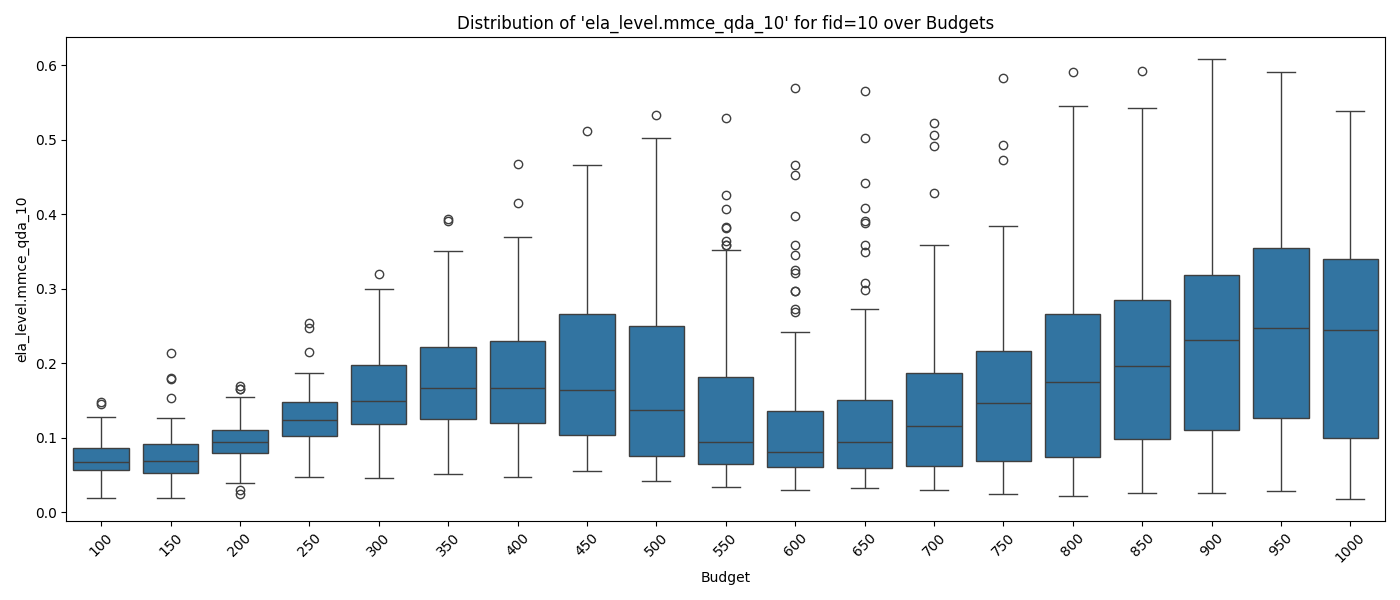 Distribution of 'ela_level.mmce_qda_10' for fid=10 over Budgets
ela_level.mmce_qda_10
0.6
0.5
0.4
0.3
0.2
0.1
0.0
100 150 200 250 300 350 400 450 500 550 600 650 700 750 800 850 900 950 1000
Budget